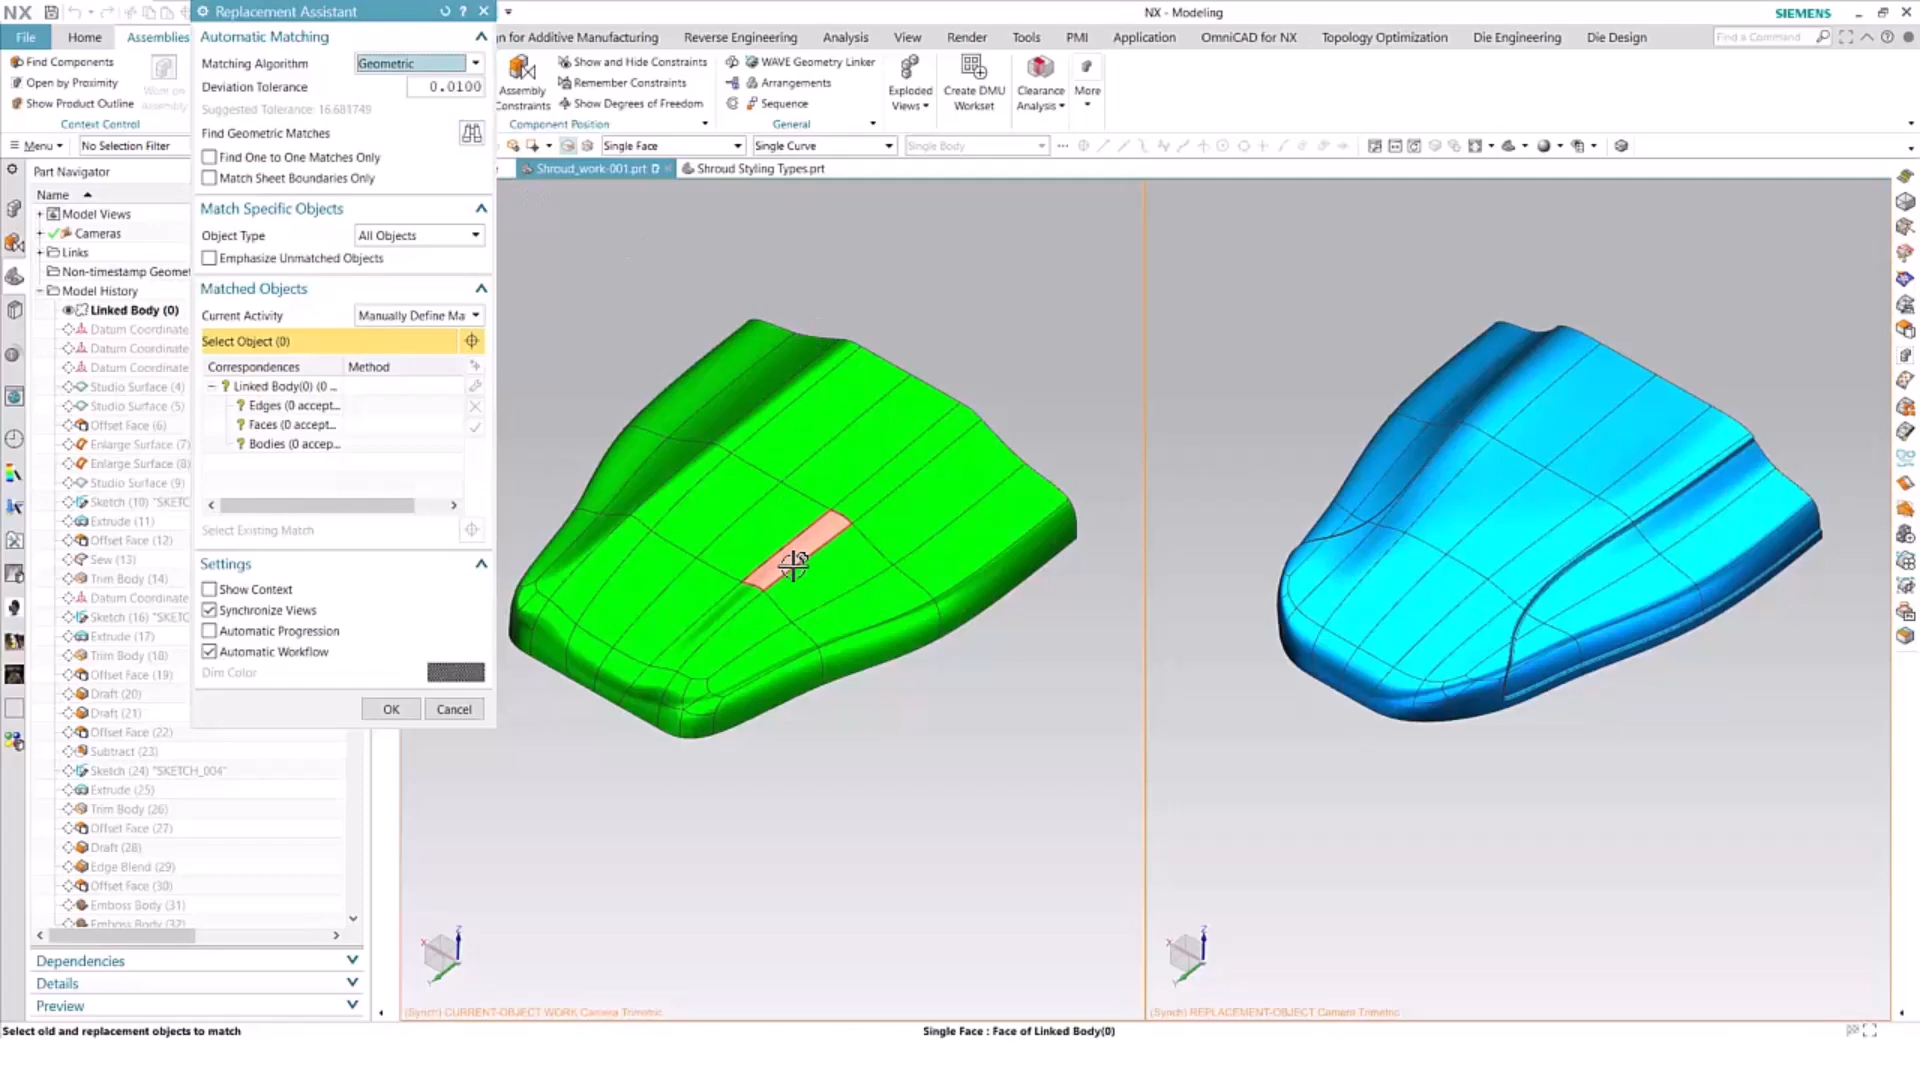 NX
Replacement Assistant
NX - Modeling
SIEMENS
File
Home
Assemblies
n for Additive Manufacturing
Reverse Engineering
Analysis
View
Render
Tools
PMI
Application
OmniCAD for NX
Topology Optimization
Die Engineering
Die Design
Find a Command
Find Components
Open by Proximity
Show Product Outline
Work on
Assembly
Context Control
Assembly
Constraints
Show and Hide Constraints
Remember Constraints
Show Degrees of Freedom
Component Position
WAVE Geometry Linker
Arrangements
Sequence
General
Exploded
Views
Create DMU
Workset
Clearance
Analysis
More
Menu
No Selection Filter
Single Face
Single Curve
Single Body
Shroud_work-001.prt
Shroud Styling Types.prt
Automatic Matching
Matching Algorithm
Geometric
Deviation Tolerance
0.0100
Suggested Tolerance: 16.681749
Find Geometric Matches
Find One to One Matches Only
Match Sheet Boundaries Only
Match Specific Objects
Object Type
All Objects
Emphasize Unmatched Objects
Matched Objects
Current Activity
Manually Define Ma
Select Object (0)
Correspondences
Method
Linked Body(0) (0 ...
Edges (0 accept...
Faces (0 accept...
Bodies (0 accep...
Select Existing Match
Settings
Show Context
Synchronize Views
Automatic Progression
Automatic Workflow
Dim Color
OK
Cancel
Part Navigator
Name
Model Views
Cameras
Links
Non-timestamp Geomet
Model History
Linked Body (0)
Datum Coordinate
Datum Coordinate
Datum Coordinate
Studio Surface (4)
Studio Surface (5)
Offset Face (6)
Enlarge Surface (7)
Enlarge Surface (8)
Studio Surface (9)
Sketch (10) "SKETC
Extrude (11)
Offset Face (12)
Sew (13)
Trim Body (14)
Datum Coordinate
Sketch (16) "SKETC
Extrude (17)
Trim Body (18)
Offset Face (19)
Draft (20)
Draft (21)
Offset Face (22)
Subtract (23)
Sketch (24) "SKETCH_004"
Extrude (25)
Trim Body (26)
Offset Face (27)
Draft (28)
Edge Blend (29)
Offset Face (30)
Emboss Body (31)
Emboss Body (32)
Dependencies
Details
Preview
X
Z
Y
X
Z
Y
(Synch) CURRENT-OBJECT WORK Camera Trimetric
(Synch) REPLACEMENT-OBJECT Camera Trimetric
Select old and replacement objects to match
Single Face : Face of Linked Body(0)